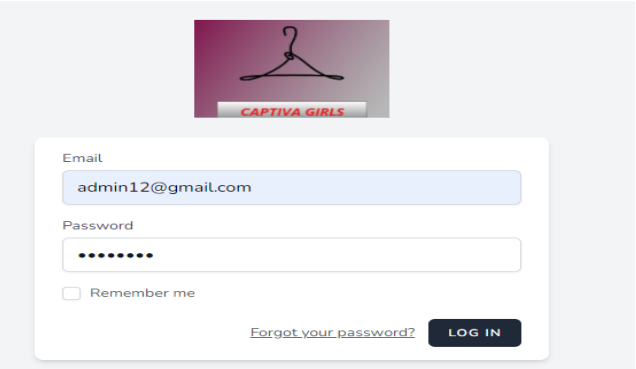 CAPTIVA GIRLS
Email
admin12@gmail.com
Password
••••••••
Remember me
Forgot your password? LOG IN